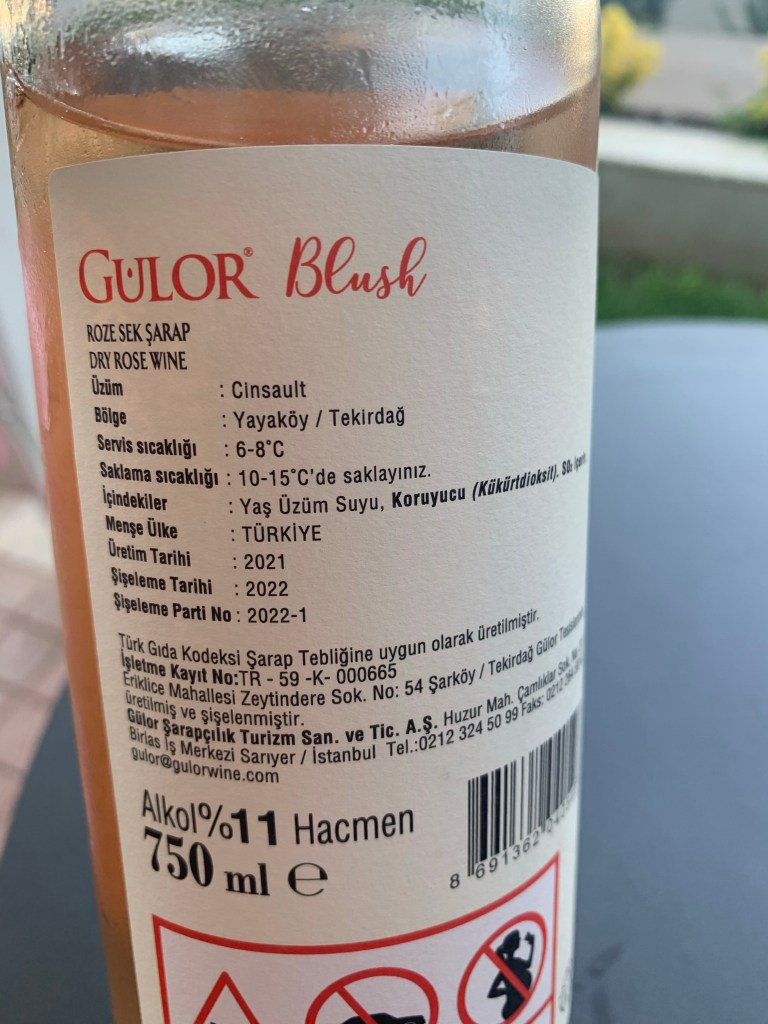 GÜLOR® Blush
ROZE SEK ŞARAP
DRY ROSE WINE
Üzüm : Cinsault
Bölge : Yayaköy / Tekirdağ
Servis sıcaklığı : 6-8°C
Saklama sıcaklığı : 10-15°C'de saklayınız.
İçindekiler : Yaş Üzüm Suyu, Koruyucu (Kükürtdioksit). SO₂
Menşe Ülke : TÜRKİYE
Üretim Tarihi : 2021
Şişeleme Tarihi : 2022
Şişeleme Parti No : 2022-1
Türk Gıda Kodeksi Şarap Tebliğine uygun olarak üretilmiştir.
İşletme Kayıt No:TR - 59 -K- 000665
Eriklice Mahallesi Zeytindere Sok. No: 54 Şarköy / Tekirdağ Gülor
üretilmiş ve şişelenmiştir.
Gülor Şarapçılık Turizm San. ve Tic. A.Ş. Huzur Mah. Çamlıklar Sok.
Birlas İş Merkezi Sarıyer / İstanbul Tel.:0212 324 50 99 Faks: 0212
gulor@gulorwine.com
Alkol%11 Hacmen
750 ml e
8 691362